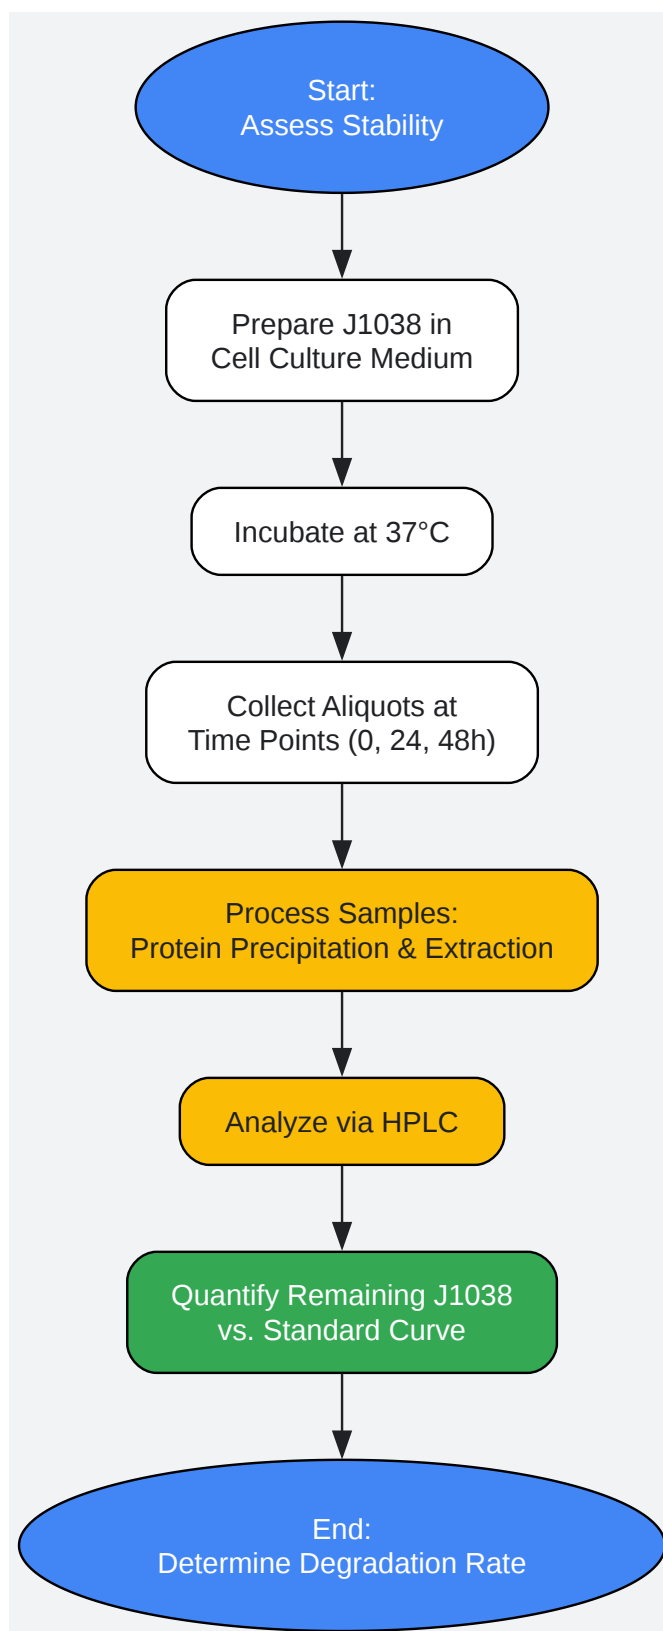 Start:
Assess Stability
Prepare J1038 in
Cell Culture Medium
Incubate at 37°C
Collect Aliquots at
Time Points (0, 24, 48h)
Process Samples:
Protein Precipitation & Extraction
Analyze via HPLC
Quantify Remaining J1038
vs. Standard Curve
End:
Determine Degradation Rate